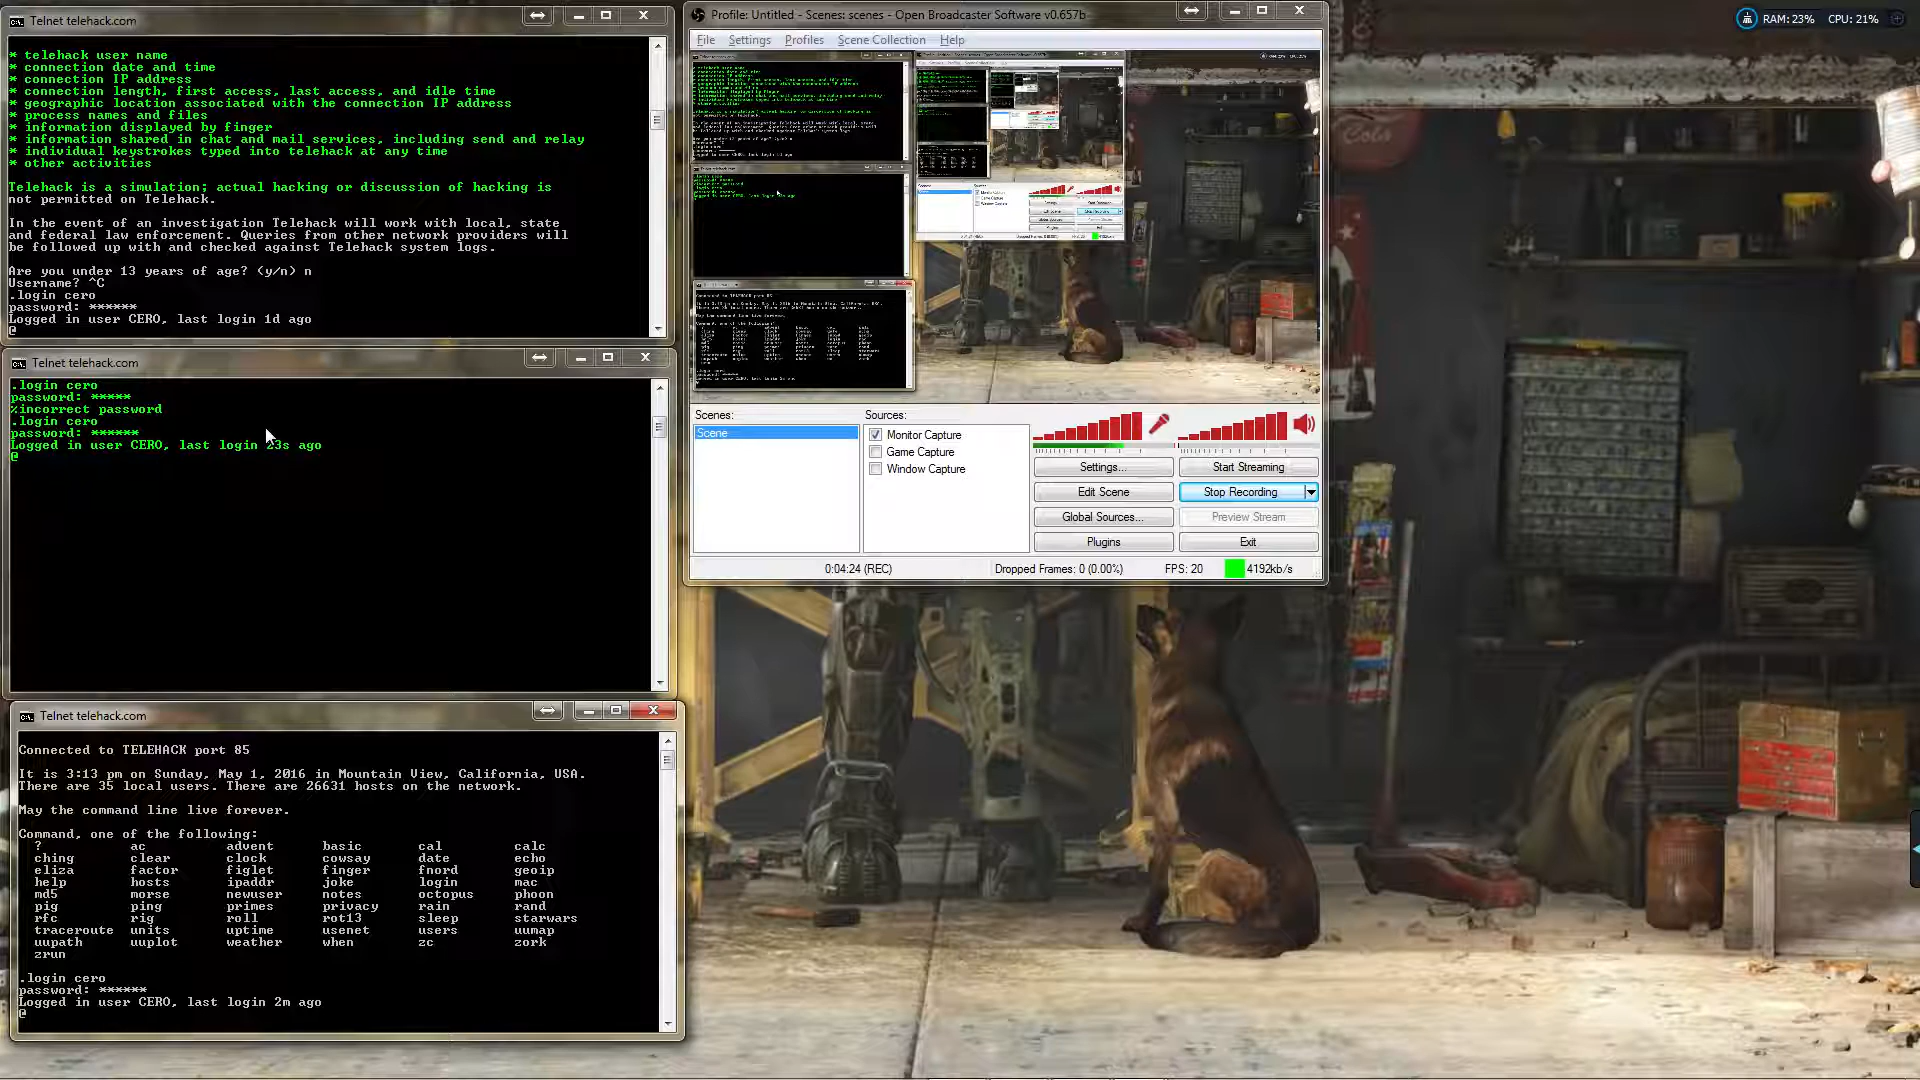 Telnet telehack.com
* telehack user name
* connection date and time
* connection IP address
* connection length, first access, last access, and idle time
* geographic location associated with the connection IP address
* process names and files
* information displayed by finger
* information shared in chat and mail services, including send and relay
* individual keystrokes typed into telehack at any time
* other activities
Telehack is a simulation; actual hacking or discussion of hacking is
not permitted on Telehack.
In the event of an investigation Telehack will work with local, state
and federal law enforcement. Queries from other network providers will
be followed up with and checked against Telehack system logs.
Are you under 13 years of age? (y/n) n
Username? ^C
.login cero
password: ******
Logged in user CERO, last login 1d ago
@
Telnet telehack.com
.login cero
password: *****
%incorrect password
.login cero
password: ******
Logged in user CERO, last login 23s ago
@
Telnet telehack.com
Connected to TELEHACK port 85
It is 3:13 pm on Sunday, May 1, 2016 in Mountain View, California, USA.
There are 35 local users. There are 26631 hosts on the network.
May the command line live forever.
Command, one of the following:
? ac advent basic cal calc
ching clear clock cowsay date echo
eliza factor figlet finger fnord geoip
help hosts ipaddr joke login mac
md5 morse newuser notes octopus phoon
pig ping primes privacy rain rand
rfc rig roll rot13 sleep starwars
traceroute units uptime usenet users uumap
uupath uuplot weather when zc zork
zrun
.login cero
password: ******
Logged in user CERO, last login 2m ago
@
Profile: Untitled - Scenes: scenes - Open Broadcaster Software v0.657b
File Settings Profiles Scene Collection Help
Scenes:
Scene
Sources:
Monitor Capture
Game Capture
Window Capture
Settings... Start Streaming
Edit Scene Stop Recording
Global Sources... Preview Stream
Plugins Exit
0:04:24 (REC) Dropped Frames: 0 (0.00%) FPS: 20 4192kb/s
RAM: 23% CPU: 21%